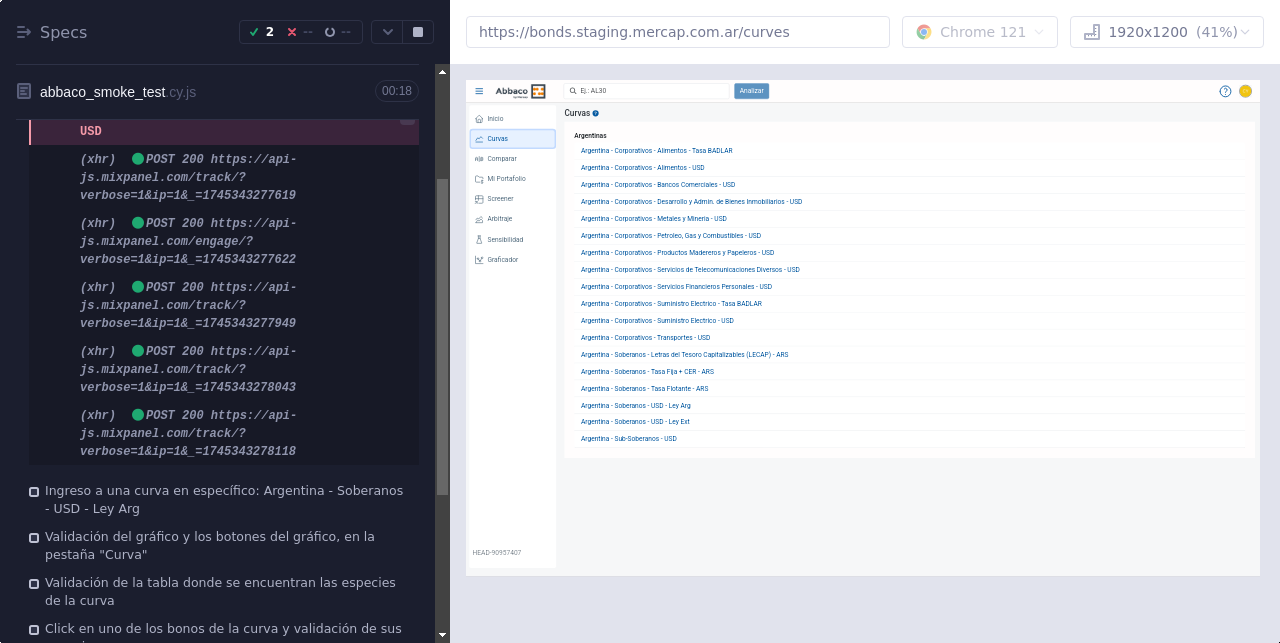 Specs
2
--
--
https://bonds.staging.mercap.com.ar/curves
Chrome 121
1920x1200 (41%)
abbaco_smoke_test.cy.js
00:18
USD
(xhr) POST 200 https://api-
js.mixpanel.com/track/?
verbose=1&ip=1&_=1745343277619
(xhr) POST 200 https://api-
js.mixpanel.com/engage/?
verbose=1&ip=1&_=1745343277622
(xhr) POST 200 https://api-
js.mixpanel.com/track/?
verbose=1&ip=1&_=1745343277949
(xhr) POST 200 https://api-
js.mixpanel.com/track/?
verbose=1&ip=1&_=1745343278043
(xhr) POST 200 https://api-
js.mixpanel.com/track/?
verbose=1&ip=1&_=1745343278118
Ingreso a una curva en específico: Argentina - Soberanos
- USD - Ley Arg
Validación del gráfico y los botones del gráfico, en la
pestaña "Curva"
Validación de la tabla donde se encuentran las especies
de la curva
Click en uno de los bonos de la curva y validación de sus
Abbaco
Ej.: AL30
Analizar
Inicio
Curvas
Comparar
Mi Portafolio
Screener
Arbitraje
Sensibilidad
Graficador
HEAD-90957407
Curvas
Argentinas
Argentina - Corporativos - Alimentos - Tasa BADLAR
Argentina - Corporativos - Alimentos - USD
Argentina - Corporativos - Bancos Comerciales - USD
Argentina - Corporativos - Desarrollo y Admin. de Bienes Inmobiliarios - USD
Argentina - Corporativos - Metales y Mineria - USD
Argentina - Corporativos - Petroleo, Gas y Combustibles - USD
Argentina - Corporativos - Productos Madereros y Papeleros - USD
Argentina - Corporativos - Servicios de Telecomunicaciones Diversos - USD
Argentina - Corporativos - Servicios Financieros Personales - USD
Argentina - Corporativos - Suministro Electrico - Tasa BADLAR
Argentina - Corporativos - Suministro Electrico - USD
Argentina - Corporativos - Transportes - USD
Argentina - Soberanos - Letras del Tesoro Capitalizables (LECAP) - ARS
Argentina - Soberanos - Tasa Fija + CER - ARS
Argentina - Soberanos - Tasa Flotante - ARS
Argentina - Soberanos - USD - Ley Arg
Argentina - Soberanos - USD - Ley Ext
Argentina - Sub-Soberanos - USD